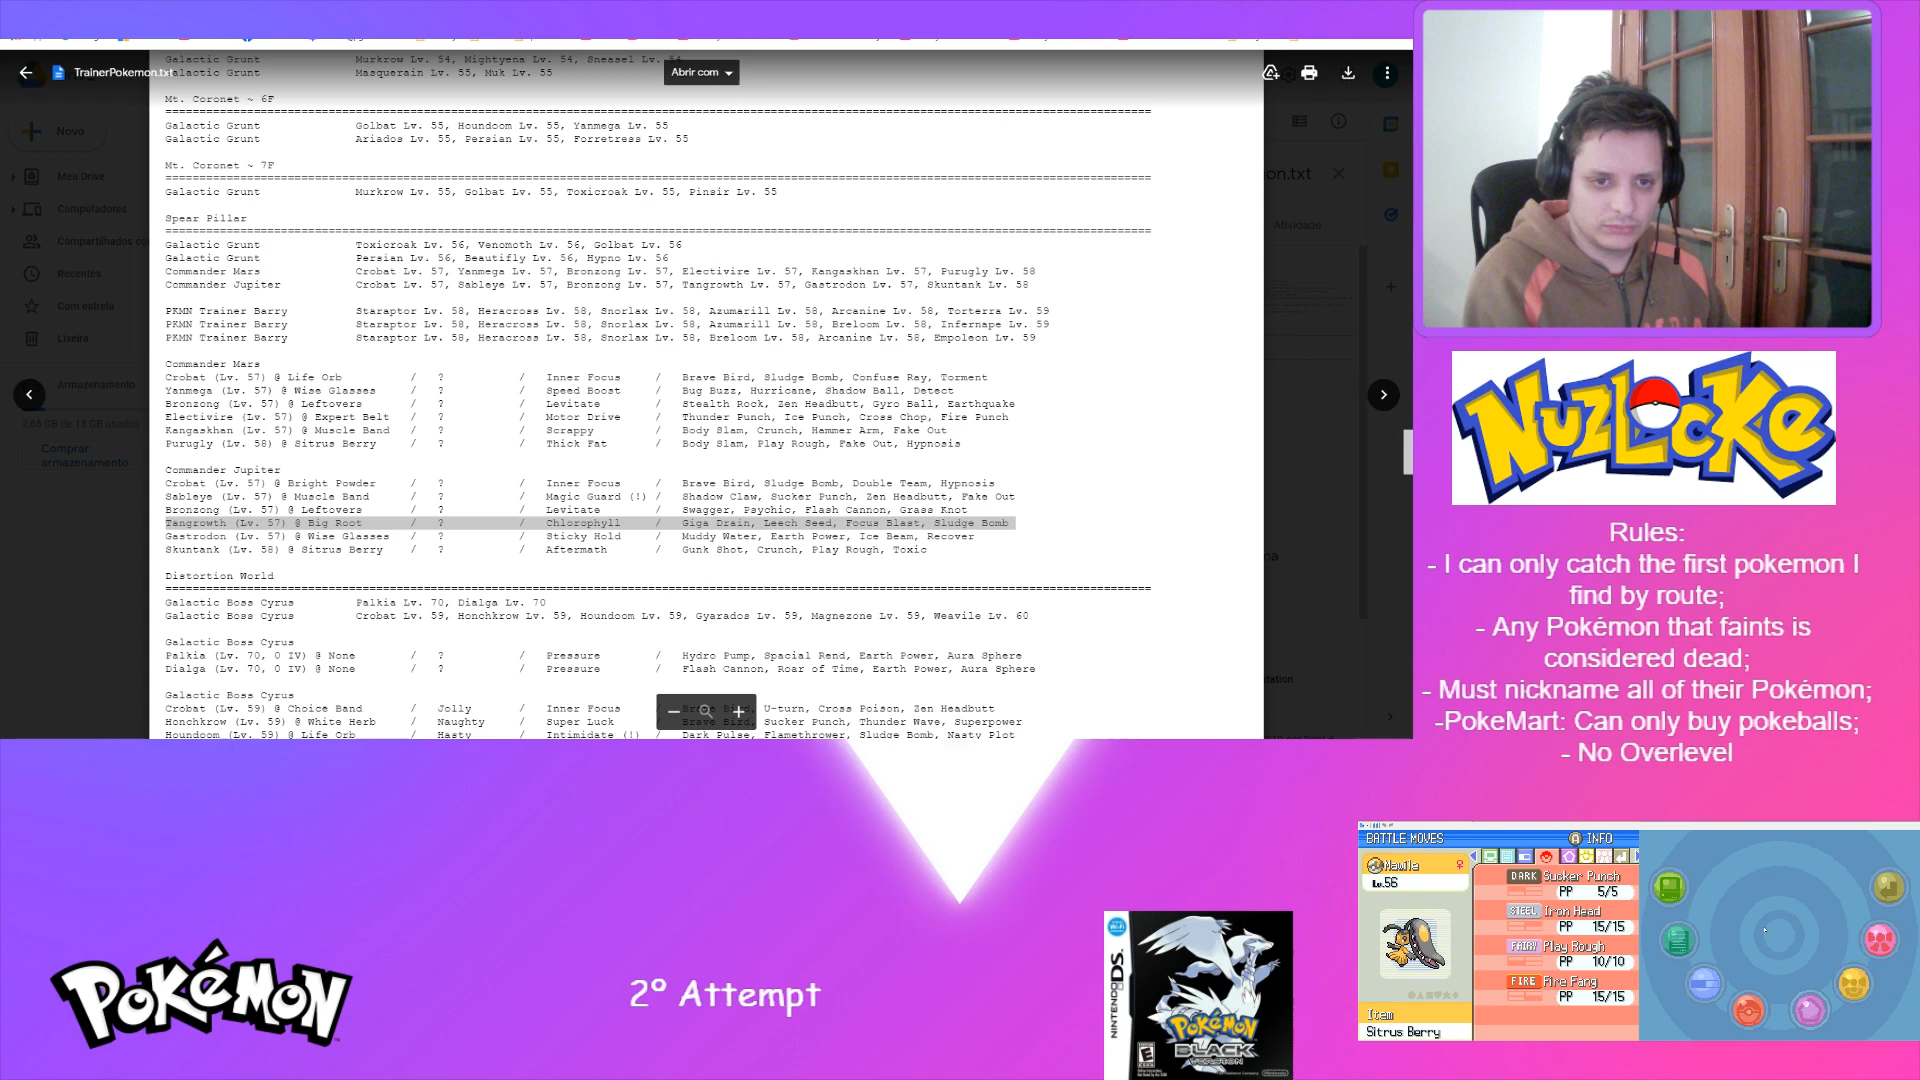 TrainerPokemon.txt
Abrir com
Galactic Grunt Murkrow Lv. 54, Mightyena Lv. 54, Sneasel Lv. 54
Galactic Grunt Masquerain Lv. 55, Muk Lv. 55
Mt. Coronet ~ 6F
Galactic Grunt Golbat Lv. 55, Houndoom Lv. 55, Yanmega Lv. 55
Galactic Grunt Ariados Lv. 55, Persian Lv. 55, Forretress Lv. 55
Mt. Coronet ~ 7F
Galactic Grunt Murkrow Lv. 55, Golbat Lv. 55, Toxicroak Lv. 55, Pinsir Lv. 55
Spear Pillar
Galactic Grunt Toxicroak Lv. 56, Venomoth Lv. 56, Golbat Lv. 56
Galactic Grunt Persian Lv. 56, Beautifly Lv. 56, Hypno Lv. 56
Commander Mars Crobat Lv. 57, Yanmega Lv. 57, Bronzong Lv. 57, Electivire Lv. 57, Kangaskhan Lv. 57, Purugly Lv. 58
Commander Jupiter Crobat Lv. 57, Sableye Lv. 57, Bronzong Lv. 57, Tangrowth Lv. 57, Gastrodon Lv. 57, Skuntank Lv. 58
PKMN Trainer Barry Staraptor Lv. 58, Heracross Lv. 58, Snorlax Lv. 58, Azumarill Lv. 58, Arcanine Lv. 58, Torterra Lv. 59
PKMN Trainer Barry Staraptor Lv. 58, Heracross Lv. 58, Snorlax Lv. 58, Azumarill Lv. 58, Breloom Lv. 58, Infernape Lv. 59
PKMN Trainer Barry Staraptor Lv. 58, Heracross Lv. 58, Snorlax Lv. 58, Breloom Lv. 58, Arcanine Lv. 58, Empoleon Lv. 59
Commander Mars
Crobat (Lv. 57) @ Life Orb / ? / Inner Focus / Brave Bird, Sludge Bomb, Confuse Ray, Torment
Yanmega (Lv. 57) @ Wise Glasses / ? / Speed Boost / Bug Buzz, Hurricane, Shadow Ball, Detect
Bronzong (Lv. 57) @ Leftovers / ? / Levitate / Stealth Rock, Zen Headbutt, Gyro Ball, Earthquake
Electivire (Lv. 57) @ Expert Belt / ? / Motor Drive / Thunder Punch, Ice Punch, Cross Chop, Fire Punch
Kangaskhan (Lv. 57) @ Muscle Band / ? / Scrappy / Body Slam, Crunch, Hammer Arm, Fake Out
Purugly (Lv. 58) @ Sitrus Berry / ? / Thick Fat / Body Slam, Play Rough, Fake Out, Hypnosis
Commander Jupiter
Crobat (Lv. 57) @ Bright Powder / ? / Inner Focus / Brave Bird, Sludge Bomb, Double Team, Hypnosis
Sableye (Lv. 57) @ Muscle Band / ? / Magic Guard (!) / Shadow Claw, Sucker Punch, Zen Headbutt, Fake Out
Bronzong (Lv. 57) @ Leftovers / ? / Levitate / Swagger, Psychic, Flash Cannon, Grass Knot
Tangrowth (Lv. 57) @ Big Root / ? / Chlorophyll / Giga Drain, Leech Seed, Focus Blast, Sludge Bomb
Gastrodon (Lv. 57) @ Wise Glasses / ? / Sticky Hold / Muddy Water, Earth Power, Ice Beam, Recover
Skuntank (Lv. 58) @ Sitrus Berry / ? / Aftermath / Gunk Shot, Crunch, Play Rough, Toxic
Distortion World
Galactic Boss Cyrus Palkia Lv. 70, Dialga Lv. 70
Galactic Boss Cyrus Crobat Lv. 59, Honchkrow Lv. 59, Houndoom Lv. 59, Gyarados Lv. 59, Magnezone Lv. 59, Weavile Lv. 60
Galactic Boss Cyrus
Palkia (Lv. 70, 0 IV) @ None / ? / Pressure / Hydro Pump, Spacial Rend, Earth Power, Aura Sphere
Dialga (Lv. 70, 0 IV) @ None / ? / Pressure / Flash Cannon, Roar of Time, Earth Power, Aura Sphere
Galactic Boss Cyrus
Crobat (Lv. 59) @ Choice Band / Jolly / Inner Focus / Brave Bird, U-turn, Cross Poison, Zen Headbutt
Honchkrow (Lv. 59) @ White Herb / Naughty / Super Luck / Brave Bird, Sucker Punch, Thunder Wave, Superpower
Houndoom (Lv. 59) @ Life Orb / Hasty / Intimidate (!) / Dark Pulse, Flamethrower, Sludge Bomb, Nasty Plot
Novo
Meu Drive
Computadores
Compartilhados
Recentes
Com estrela
Lixeira
Armazenamento
2,65 GB de 15 GB usados
Comprar
armazenamento
on.txt
Atividade
NUZLOCKE
Rules:
- I can only catch the first pokemon I
find by route;
- Any Pokémon that faints is
considered dead;
- Must nickname all of their Pokémon;
-PokeMart: Can only buy pokeballs;
- No Overlevel
POKéMON
2º Attempt
NINTENDO DS
POKéMON
BLACK
VERSION
BATTLE MOVES
A INFO
Mawile ♀
Lv.56
DARK Sucker Punch
PP 5/5
STEEL Iron Head
PP 15/15
FAIRY Play Rough
PP 10/10
FIRE Fire Fang
PP 15/15
Item
Sitrus Berry